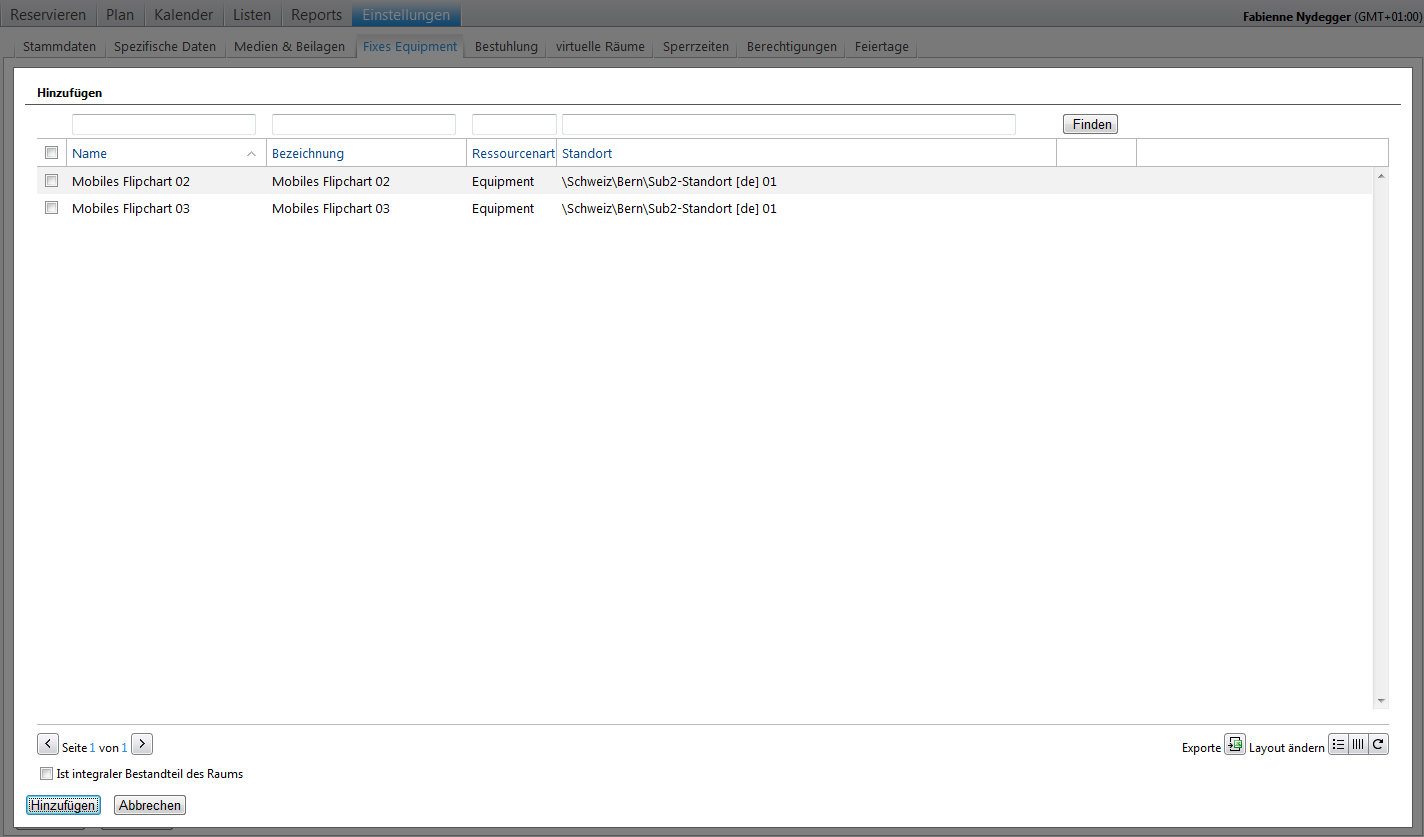 Reservieren Plan Kalender Listen Reports Einstellungen Fabienne Nydegger (GMT+01:00)
Stammdaten Spezifische Daten Medien & Beilagen Fixes Equipment Bestuhlung virtuelle Räume Sperrzeiten Berechtigungen Feiertage
Hinzufügen
Finden
Name Bezeichnung Ressourcenart Standort
Mobiles Flipchart 02 Mobiles Flipchart 02 Equipment \Schweiz\Bern\Sub2-Standort [de] 01
Mobiles Flipchart 03 Mobiles Flipchart 03 Equipment \Schweiz\Bern\Sub2-Standort [de] 01
Seite 1 von 1 Exporte Layout ändern
Ist integraler Bestandteil des Raums
Hinzufügen Abbrechen